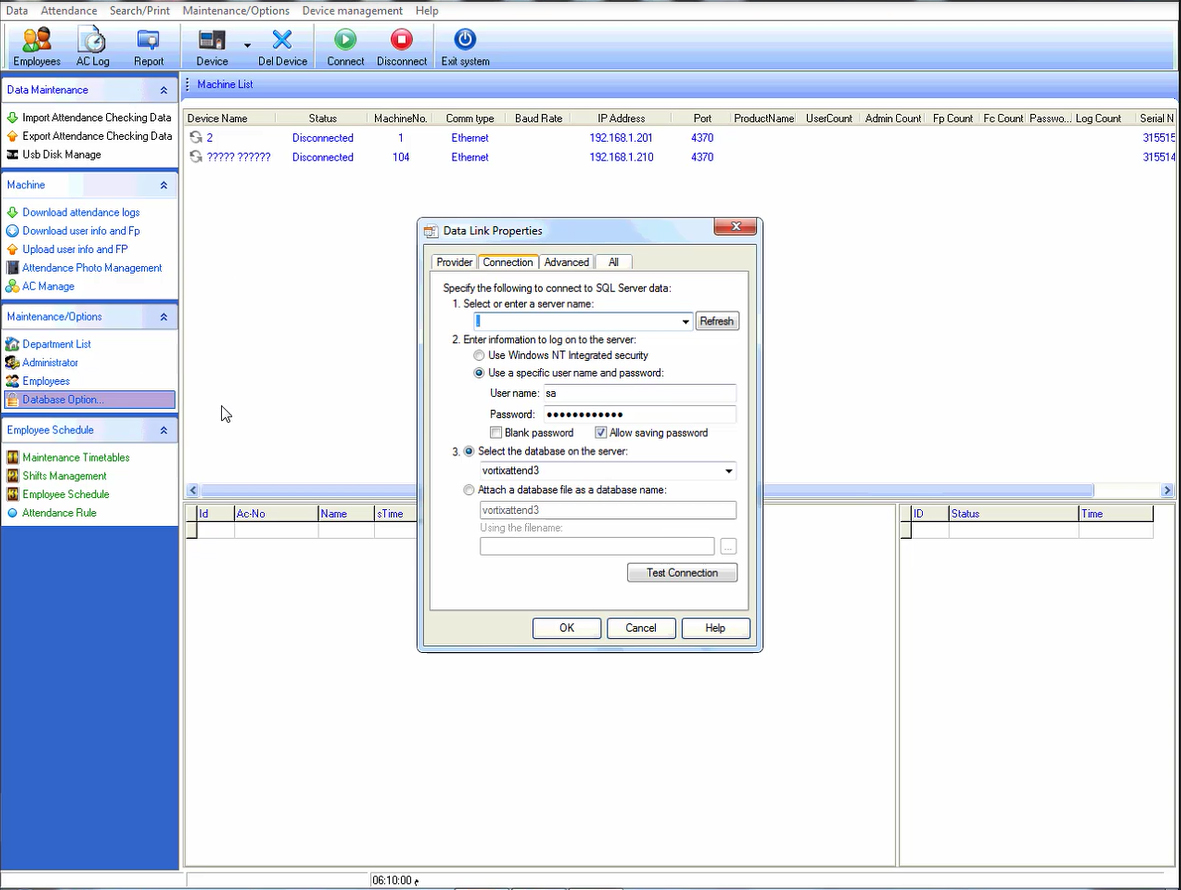 Data Attendance Search/Print Maintenance/Options Device management Help
Employees AC Log Report Device Del Device Connect Disconnect Exit system
Data Maintenance
Import Attendance Checking Data
Export Attendance Checking Data
Usb Disk Manage
Machine
Download attendance logs
Download user info and Fp
Upload user info and FP
Attendance Photo Management
AC Manage
Maintenance/Options
Department List
Administrator
Employees
Database Option...
Employee Schedule
Maintenance Timetables
Shifts Management
Employee Schedule
Attendance Rule
Machine List
Device Name Status MachineNo. Comm type Baud Rate IP Address Port ProductName UserCount Admin Count Fp Count Fc Count Passwo... Log Count Serial N
2 Disconnected 1 Ethernet 192.168.1.201 4370 315515
????? ?????? Disconnected 104 Ethernet 192.168.1.210 4370 315514
Data Link Properties
Provider Connection Advanced All
Specify the following to connect to SQL Server data:
1. Select or enter a server name:
.
Refresh
2. Enter information to log on to the server:
Use Windows NT Integrated security
Use a specific user name and password:
User name: sa
Password: ●●●●●●●●●●●●
Blank password Allow saving password
3. Select the database on the server:
vortixattend3
Attach a database file as a database name:
vortixattend3
Using the filename:
...
Test Connection
OK Cancel Help
Id Ac-No Name sTime
ID Status Time
06:10:00 م